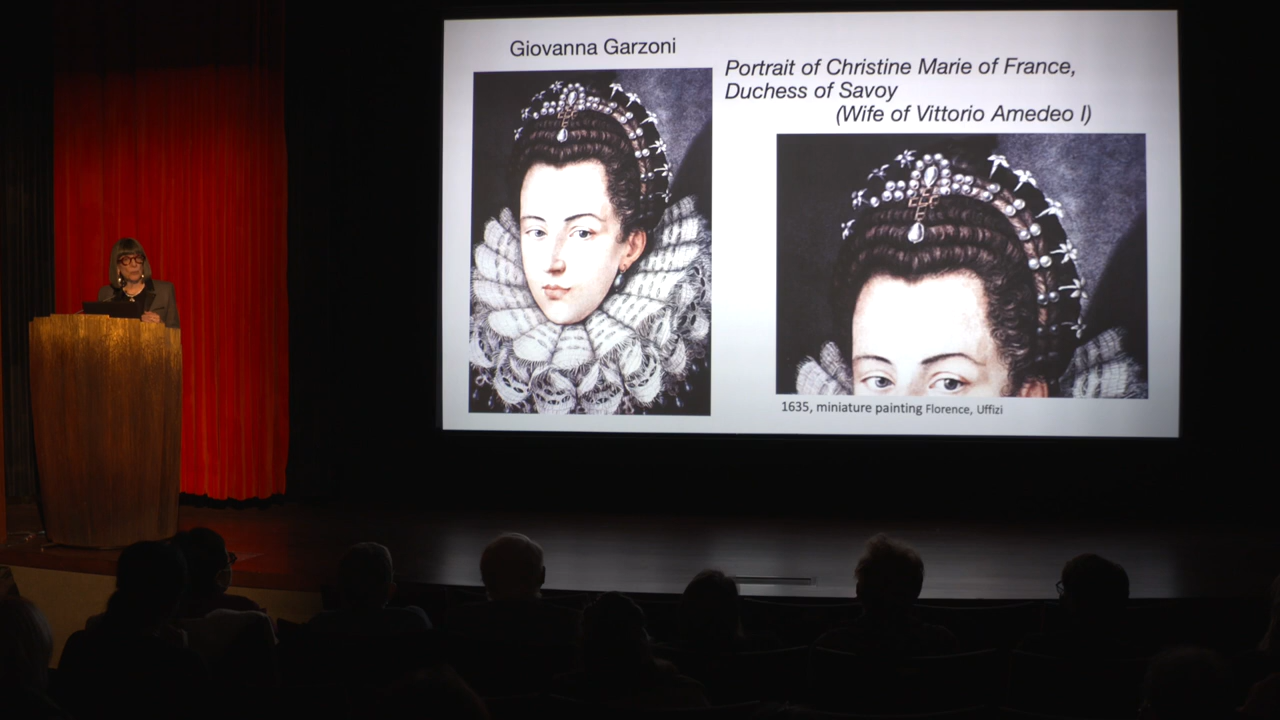 Giovanna Garzoni
Portrait of Christine Marie of France,
Duchess of Savoy
(Wife of Vittorio Amedeo I)
1635, miniature painting Florence, Uffizi